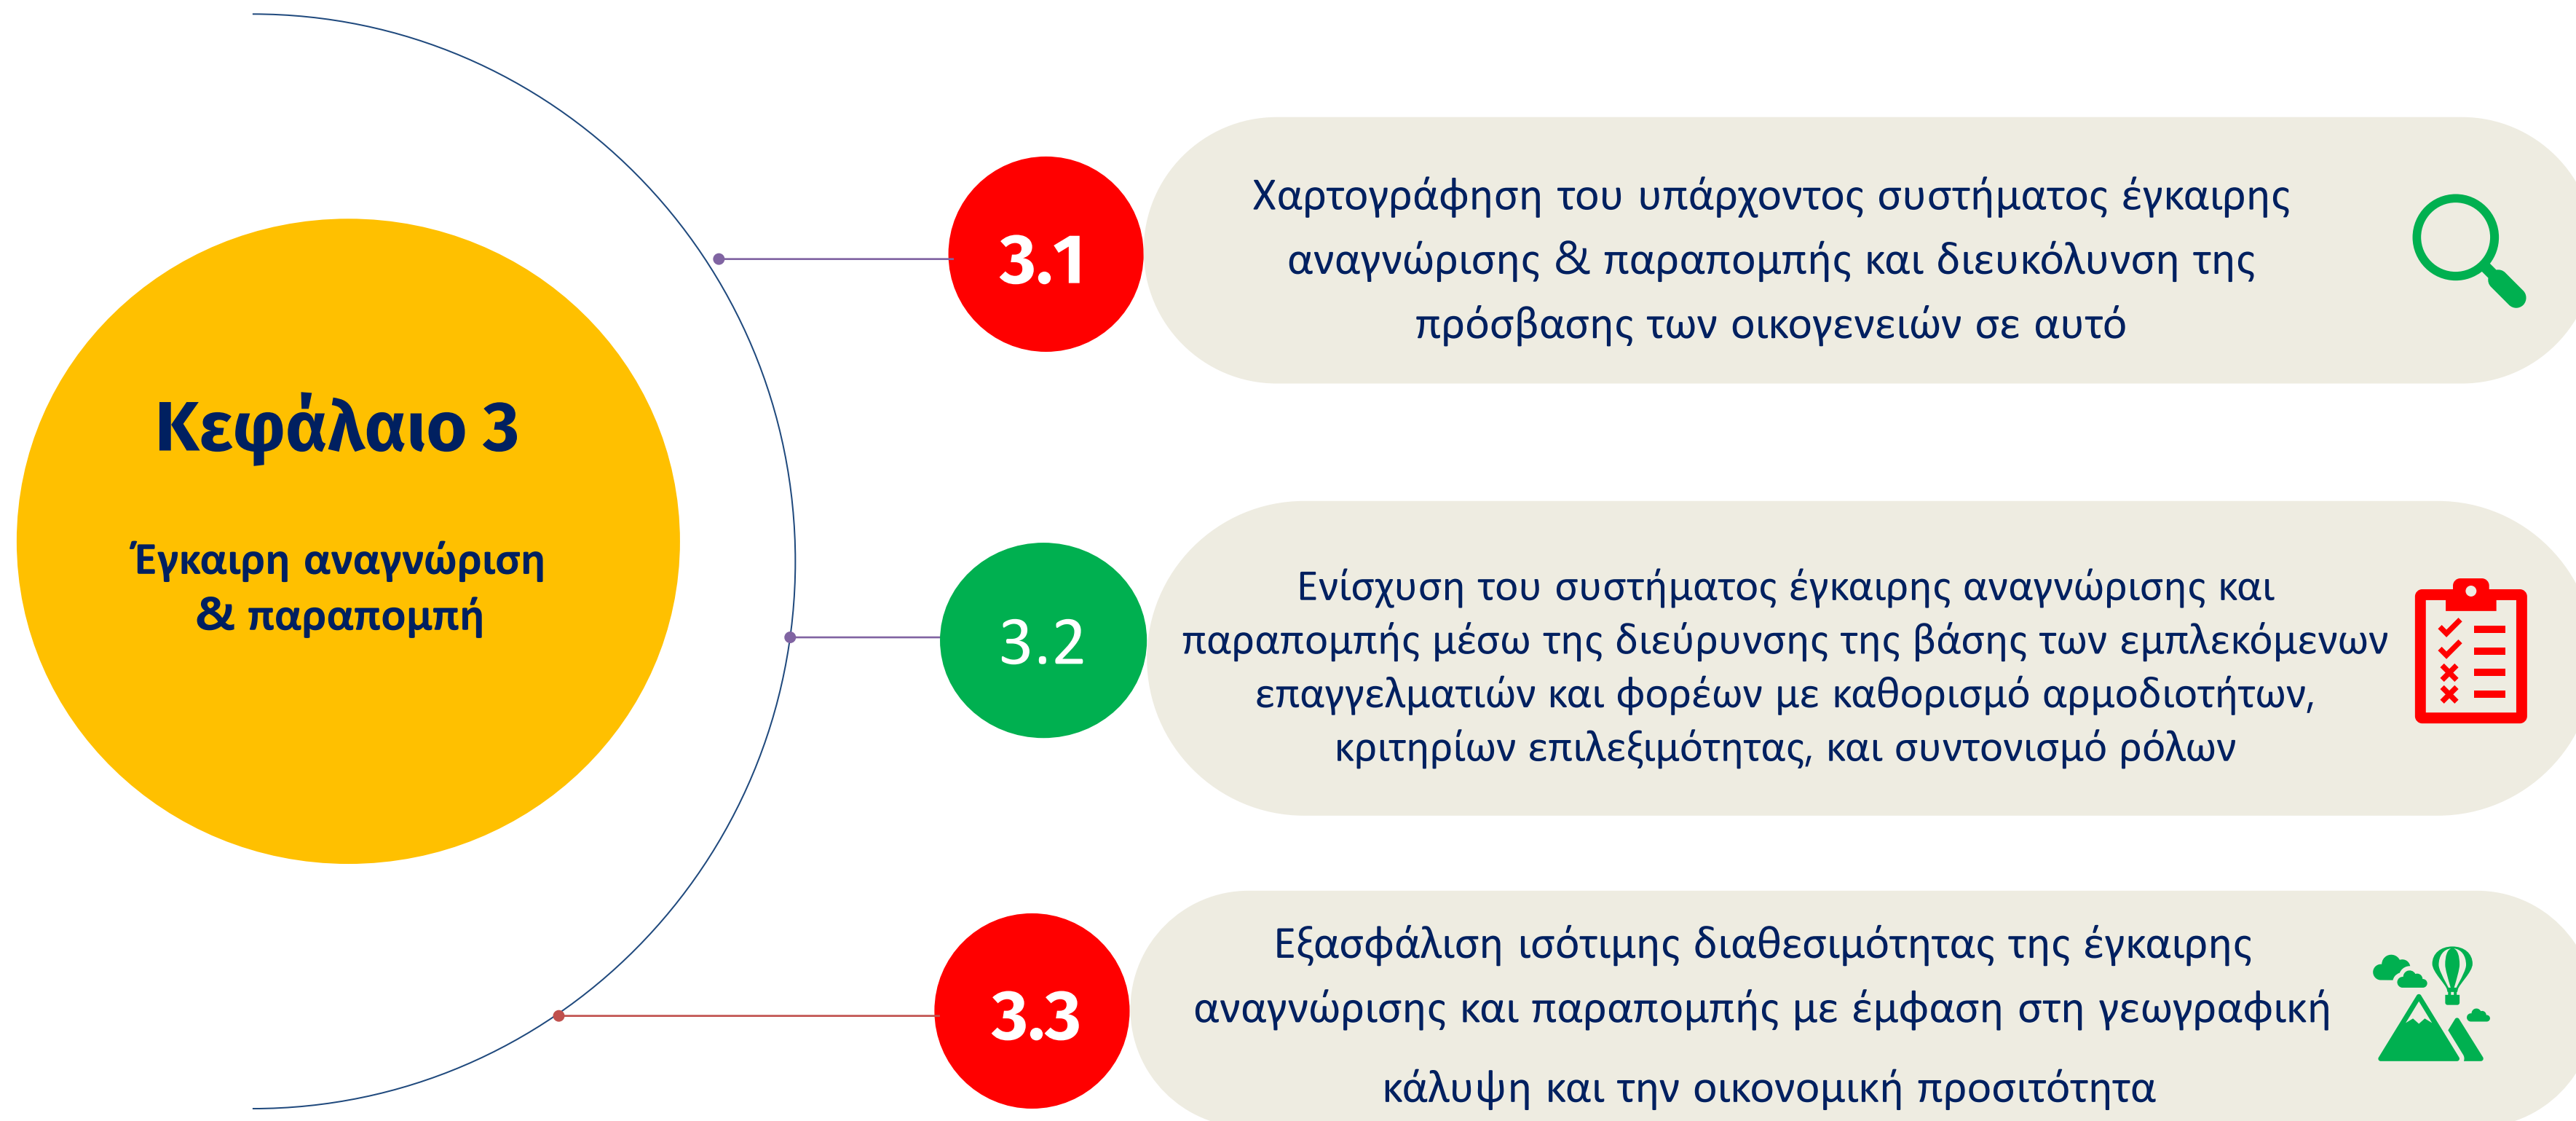 Κεφάλαιο 3
Έγκαιρη αναγνώριση
& παραπομπή
3.1
Χαρτογράφηση του υπάρχοντος συστήματος έγκαιρης
αναγνώρισης & παραπομπής και διευκόλυνση της
πρόσβασης των οικογενειών σε αυτό
3.2
Ενίσχυση του συστήματος έγκαιρης αναγνώρισης και
παραπομπής μέσω της διεύρυνσης της βάσης των εμπλεκόμενων
επαγγελματιών και φορέων με καθορισμό αρμοδιοτήτων,
κριτηρίων επιλεξιμότητας, και συντονισμό ρόλων
3.3
Εξασφάλιση ισότιμης διαθεσιμότητας της έγκαιρης
αναγνώρισης και παραπομπής με έμφαση στη γεωγραφική
κάλυψη και την οικονομική προσιτότητα